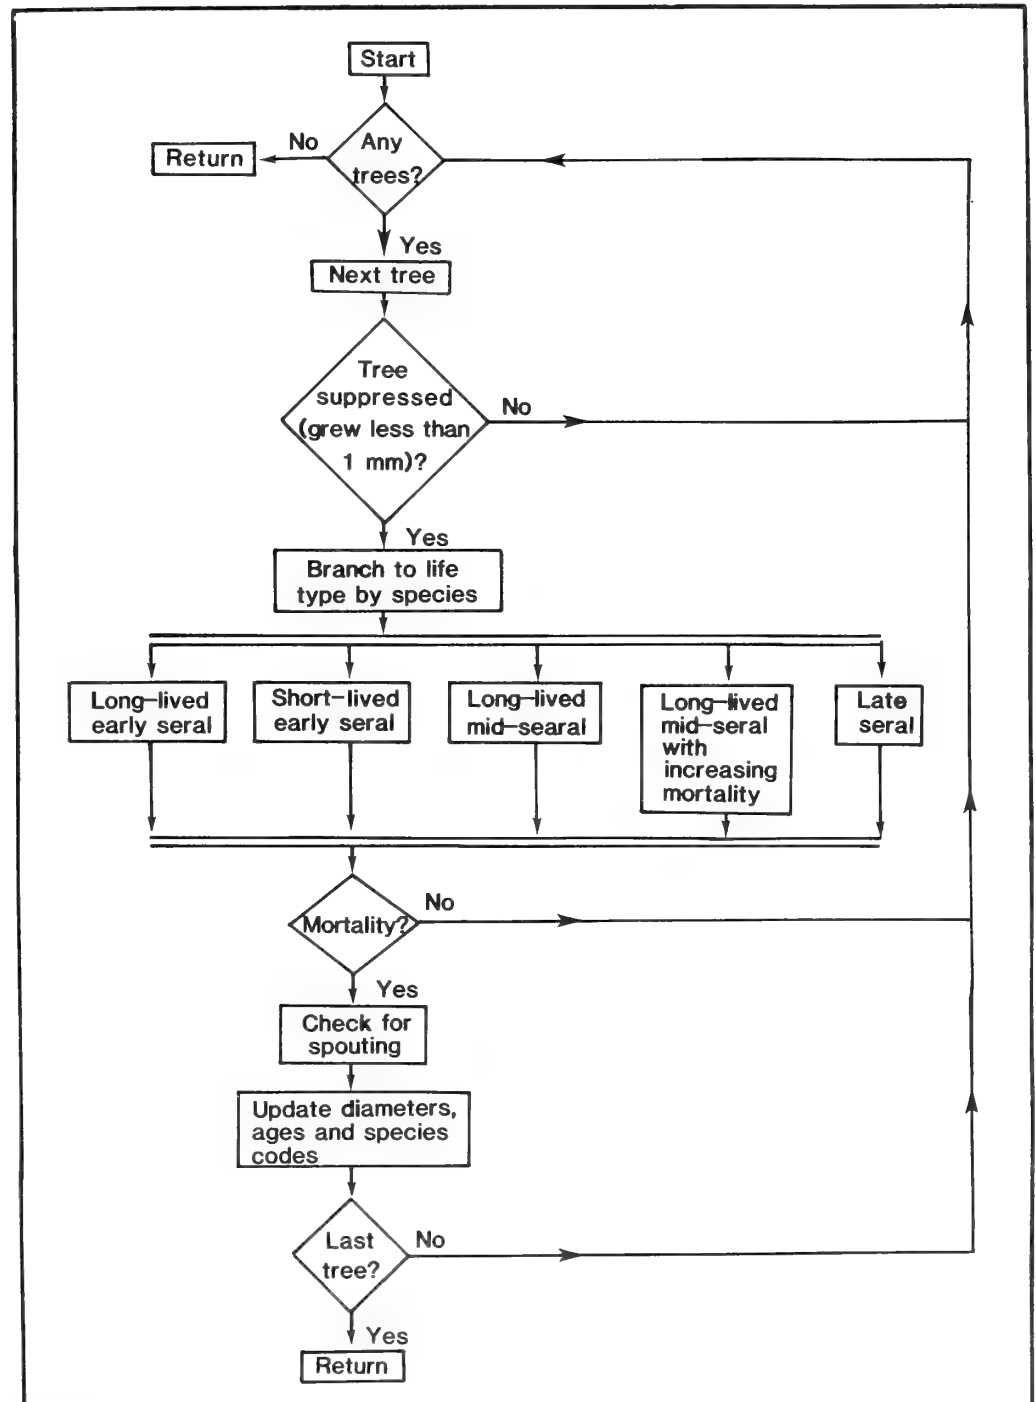 Start
Any
trees?
No
Return
Yes
Next tree
Tree
suppressed
(grew less than
1 mm)?
No
Yes
Branch to life
type by species
Long-lived
early seral
Short-lived
early seral
Long-lived
mid-searal
Long-lived
mid-seral
with
increasing
mortality
Late
seral
Mortality?
No
Yes
Check for
spouting
Update diameters,
ages and species
codes
Last
tree?
No
Yes
Return